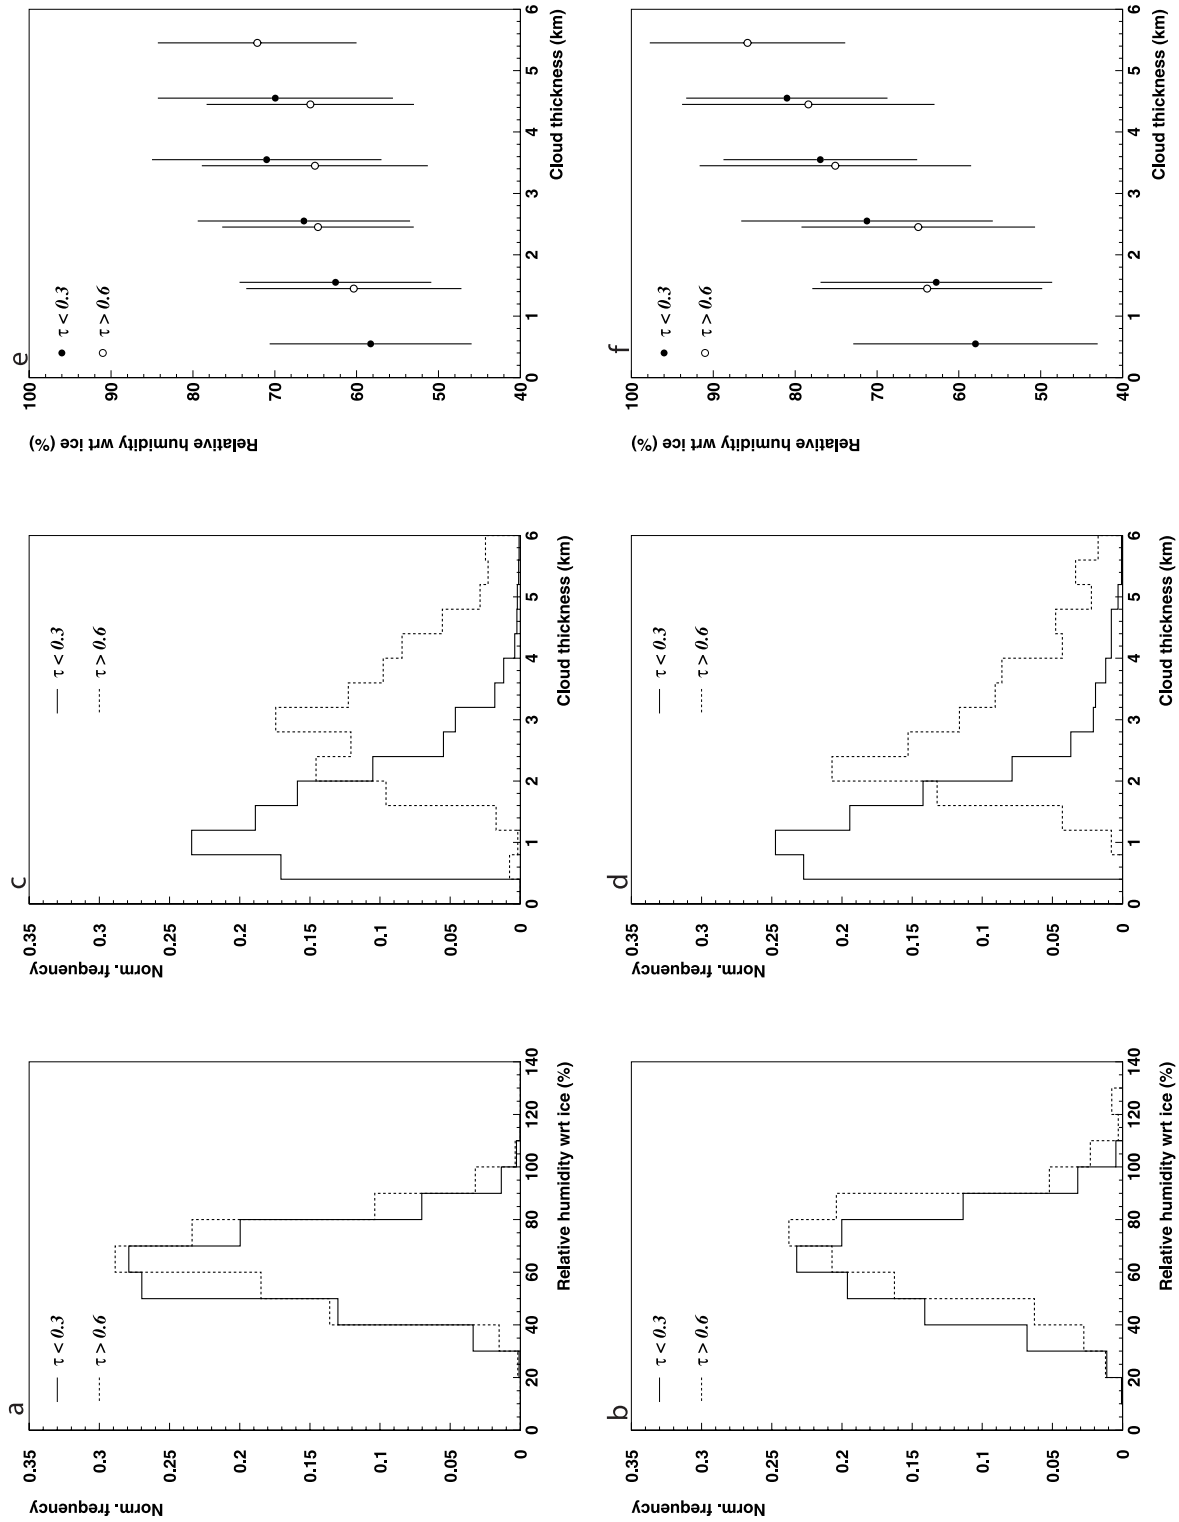 a
Norm. frequency
0.35
0.3
0.25
0.2
0.15
0.1
0.05
0
τ < 0.3
τ > 0.6
0 20 40 60 80 100 120 140
Relative humidity wrt ice (%)
c
Norm. frequency
0.35
0.3
0.25
0.2
0.15
0.1
0.05
0
τ < 0.3
τ > 0.6
0 1 2 3 4 5 6
Cloud thickness (km)
e
Relative humidity wrt ice (%)
100
90
80
70
60
50
40
τ < 0.3
τ > 0.6
0 1 2 3 4 5 6
Cloud thickness (km)
b
Norm. frequency
0.35
0.3
0.25
0.2
0.15
0.1
0.05
0
τ < 0.3
τ > 0.6
0 20 40 60 80 100 120 140
Relative humidity wrt ice (%)
d
Norm. frequency
0.35
0.3
0.25
0.2
0.15
0.1
0.05
0
τ < 0.3
τ > 0.6
0 1 2 3 4 5 6
Cloud thickness (km)
f
Relative humidity wrt ice (%)
100
90
80
70
60
50
40
τ < 0.3
τ > 0.6
0 1 2 3 4 5 6
Cloud thickness (km)